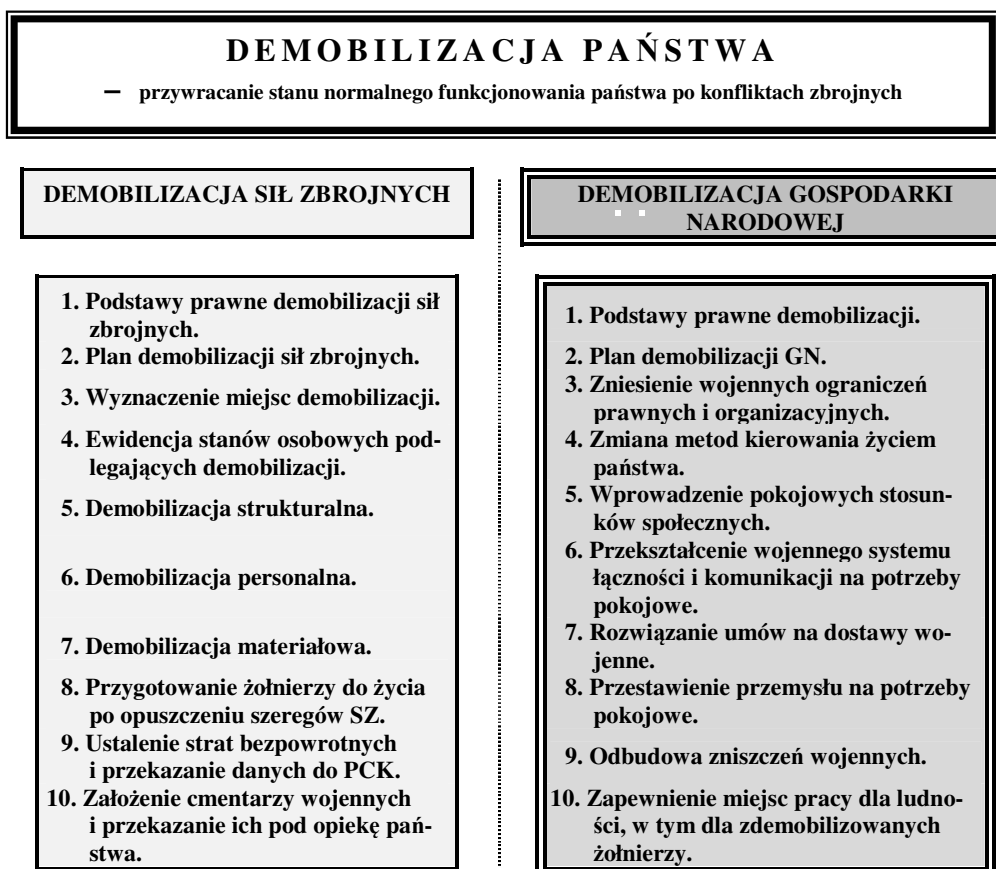 DEMOBILIZACJA PAŃSTWA
– przywracanie stanu normalnego funkcjonowania państwa po konfliktach zbrojnych
DEMOBILIZACJA SIŁ ZBROJNYCH
1. Podstawy prawne demobilizacji sił
zbrojnych.
2. Plan demobilizacji sił zbrojnych.
3. Wyznaczenie miejsc demobilizacji.
4. Ewidencja stanów osobowych pod-
legających demobilizacji.
5. Demobilizacja strukturalna.
6. Demobilizacja personalna.
7. Demobilizacja materiałowa.
8. Przygotowanie żołnierzy do życia
po opuszczeniu szeregów SZ.
9. Ustalenie strat bezpowrotnych
i przekazanie danych do PCK.
10. Założenie cmentarzy wojennych
i przekazanie ich pod opiekę pań-
stwa.
DEMOBILIZACJA GOSPODARKI
NARODOWEJ
1. Podstawy prawne demobilizacji.
2. Plan demobilizacji GN.
3. Zniesienie wojennych ograniczeń
prawnych i organizacyjnych.
4. Zmiana metod kierowania życiem
państwa.
5. Wprowadzenie pokojowych stosun-
ków społecznych.
6. Przekształcenie wojennego systemu
łączności i komunikacji na potrzeby
pokojowe.
7. Rozwiązanie umów na dostawy wo-
jenne.
8. Przestawienie przemysłu na potrzeby
pokojowe.
9. Odbudowa zniszczeń wojennych.
10. Zapewnienie miejsc pracy dla ludno-
ści, w tym dla zdemobilizowanych
żołnierzy.